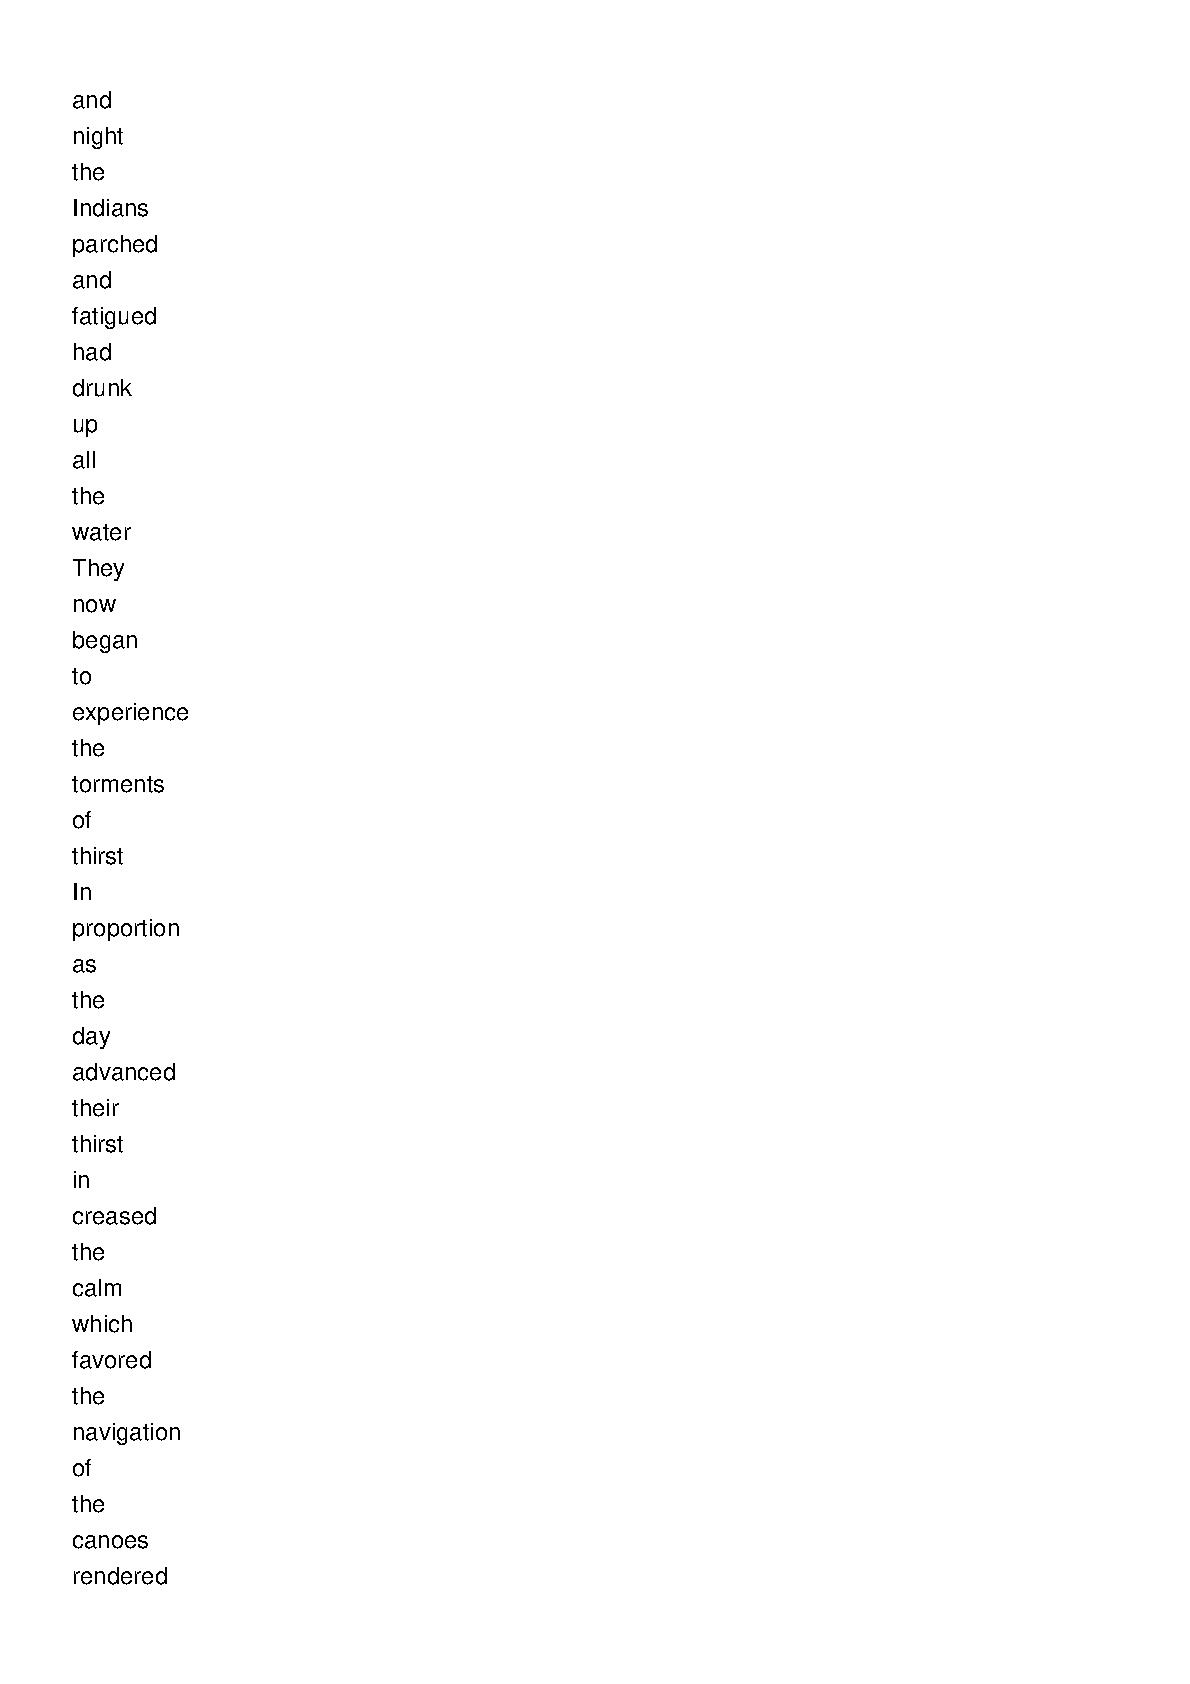 and
night
the
Indians
parched
and
fatigued
had
drunk
up
all
the
water
They
now
began
to
experience
the
torments
of
thirst
In
proportion
as
the
day
advanced
their
thirst
in
creased
the
calm
which
favored
the
navigation
of
the
canoes
rendered